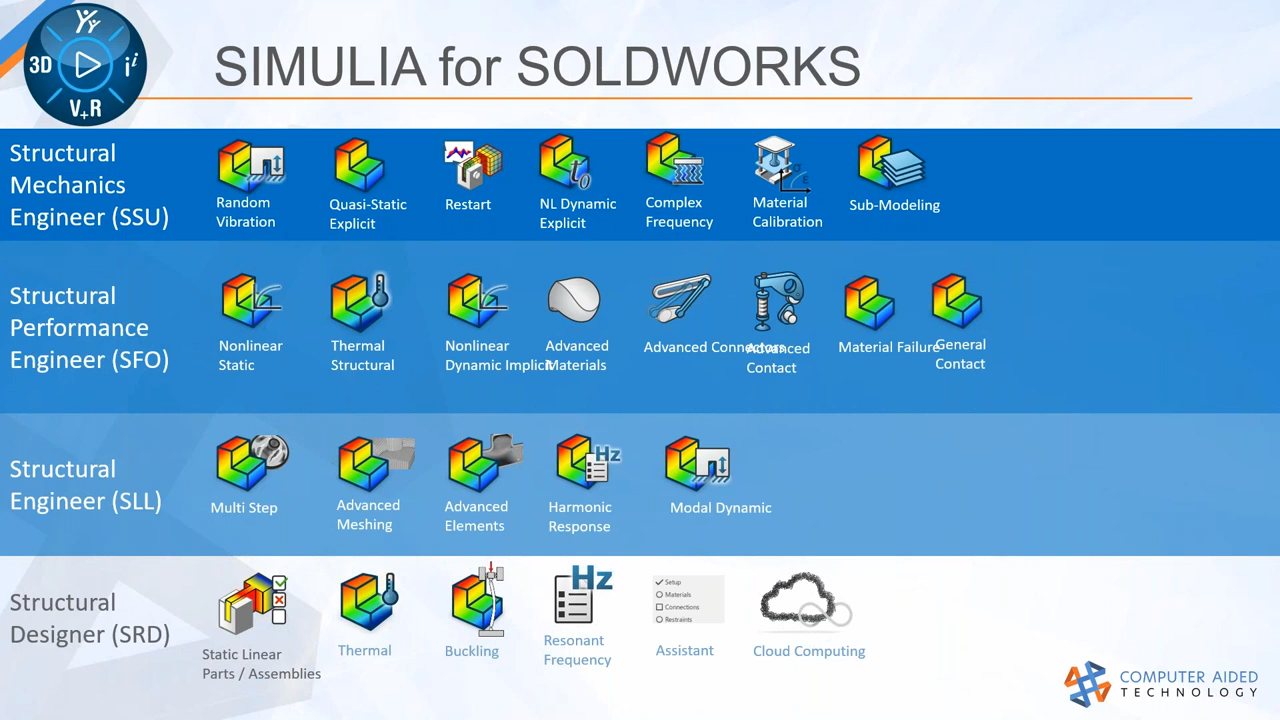 3D
V+R
SIMULIA for SOLDWORKS
Structural
Mechanics
Engineer (SSU)
Random
Vibration
Quasi-Static
Explicit
Restart
t0
NL Dynamic
Explicit
Complex
Frequency
Material
Calibration
Sub-Modeling
Structural
Performance
Engineer (SFO)
Nonlinear
Static
Thermal
Structural
Nonlinear
Dynamic Implicit
Advanced
Materials
Advanced Connectors
Advanced
Contact
Material Failure
General
Contact
Structural
Engineer (SLL)
Multi Step
Advanced
Meshing
Advanced
Elements
Hz
Harmonic
Response
Modal Dynamic
Structural
Designer (SRD)
Static Linear
Parts / Assemblies
Thermal
Buckling
Hz
Resonant
Frequency
Setup
Materials
Connections
Restraints
Assistant
Cloud Computing
COMPUTER AIDED
TECHNOLOGY